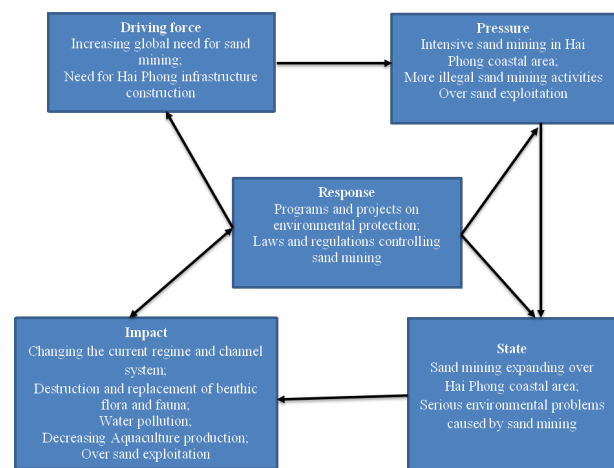 Driving force
Increasing global need for sand
mining;
Need for Hai Phong infrastructure
construction
Pressure
Intensive sand mining in Hai
Phong coastal area;
More illegal sand mining activities
Over sand exploitation
Response
Programs and projects on
environmental protection;
Laws and regulations controlling
sand mining
Impact
Changing the current regime and channel
system;
Destruction and replacement of benthic
flora and fauna;
Water pollution;
Decreasing Aquaculture production;
Over sand exploitation
State
Sand mining expanding over
Hai Phong coastal area;
Serious environmental problems
caused by sand mining